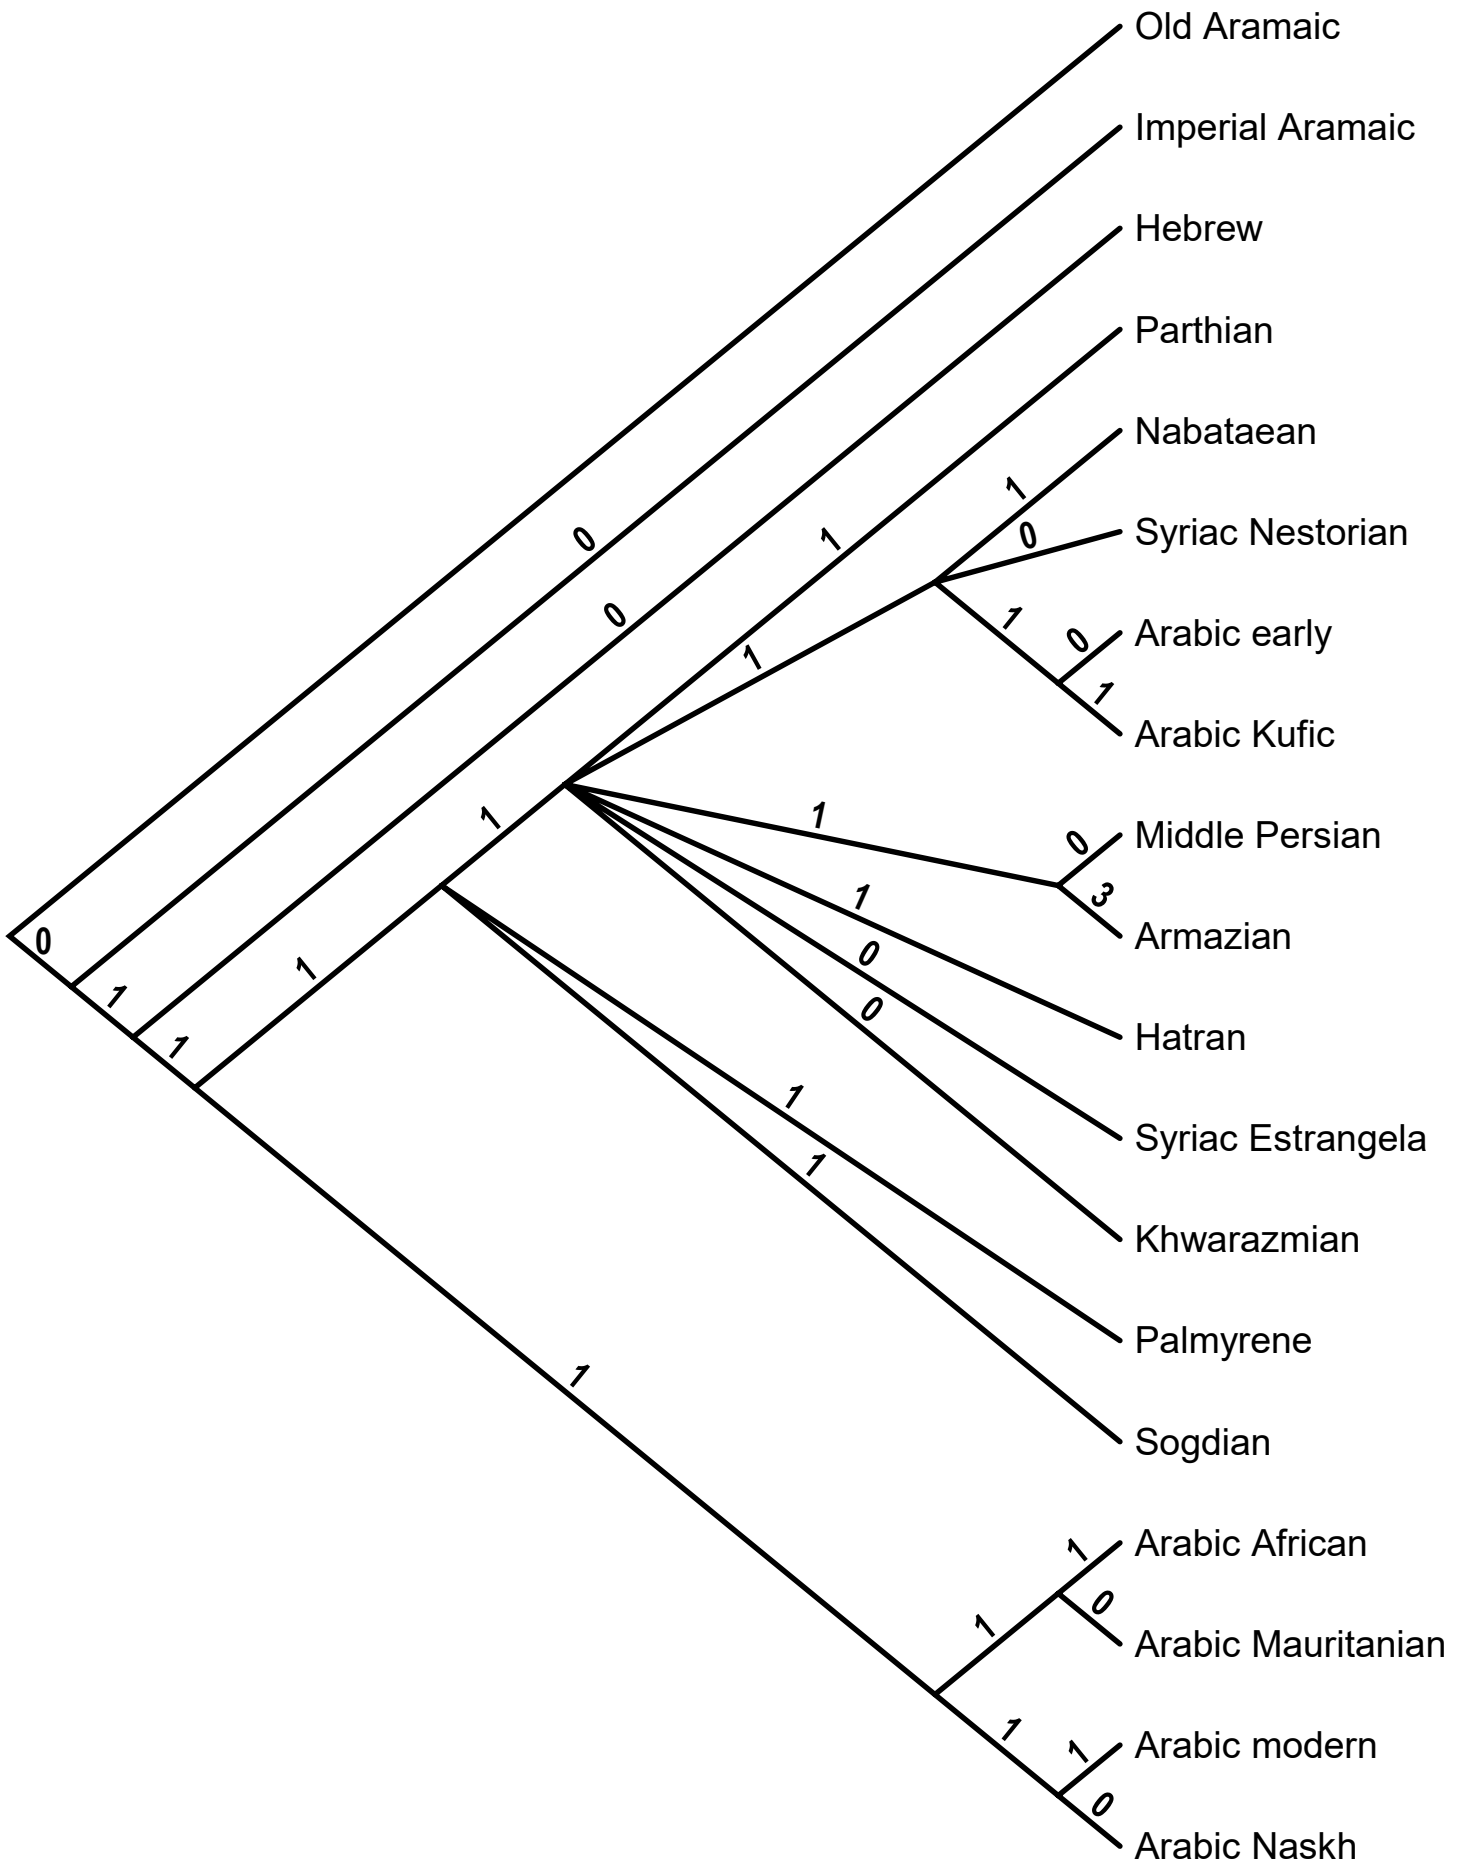 Old Aramaic
Imperial Aramaic
Hebrew
Parthian
Nabataean
1
Syriac Nestorian
0
0
1
Arabic early
0
1
0
1
1
Arabic Kufic
1
Middle Persian
0
1
1
3
Armazian
1
0
0
1
0
Hatran
1
1
Syriac Estrangela
1
1
Khwarazmian
Palmyrene
1
Sogdian
Arabic African
1
0
1
Arabic Mauritanian
1
Arabic modern
1
0
Arabic Naskh